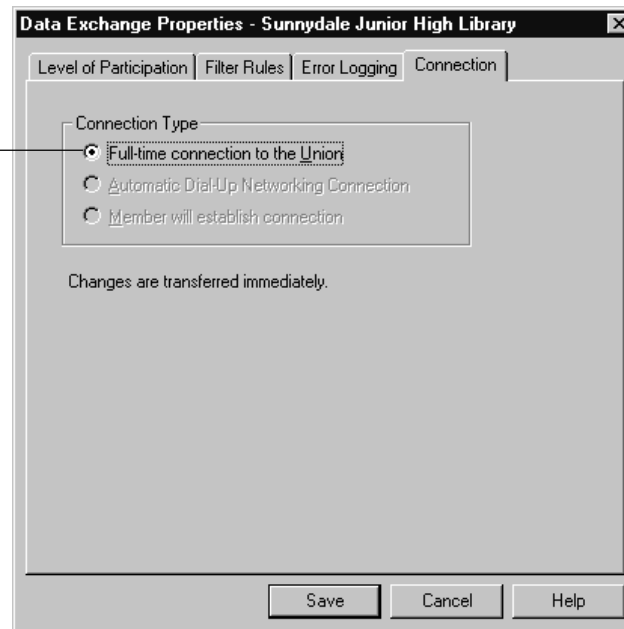 Data Exchange Properties - Sunnydale Junior High Library
Level of Participation Filter Rules Error Logging Connection
Connection Type
Full-time connection to the Union
Automatic Dial-Up Networking Connection
Member will establish connection
Changes are transferred immediately.
Save Cancel Help